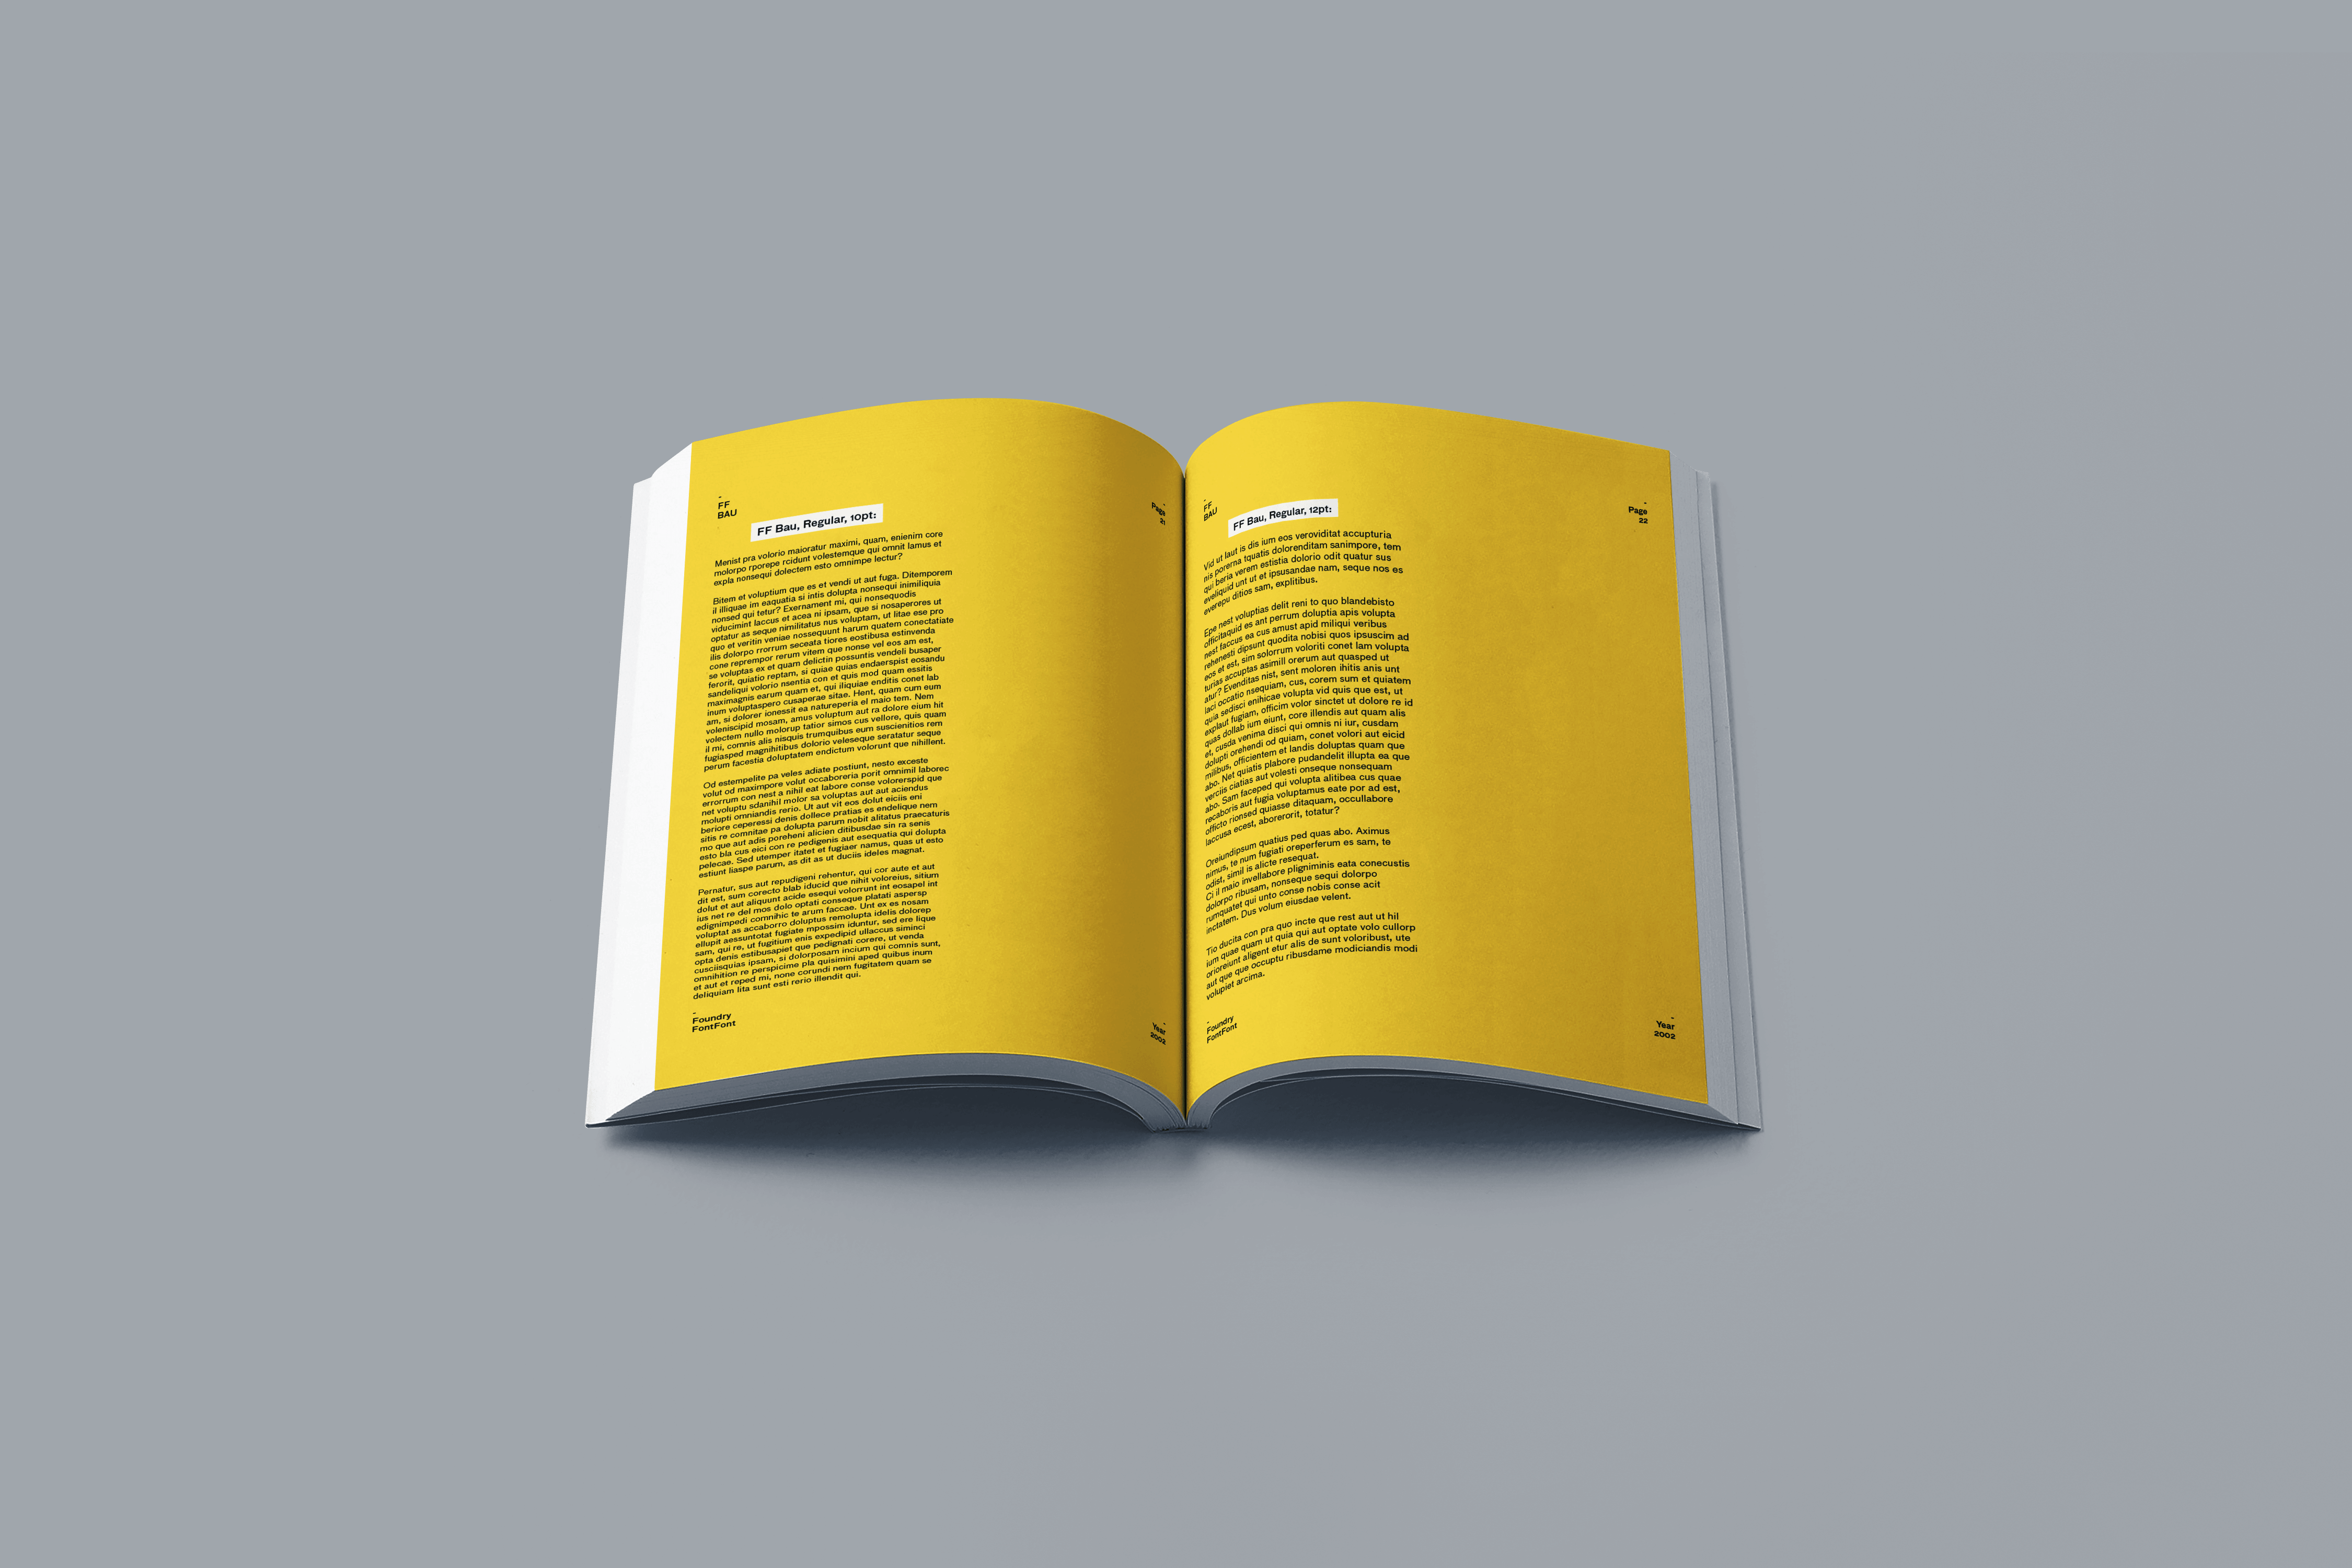 -
FF
BAU
-
Page
21
FF Bau, Regular, 10pt:
Menist pra volorio maioratur maximi, quam, enienim core
molorpo rporepe rcidunt volestemque qui omnit lamus et
expla nonsequi dolectem esto omnimpe lectur?
Bitem et voluptium que es et vendi ut aut fuga. Ditemporem
il illiquae im eaquatia si intis dolupta nonsequi inimiliquia
nonsed qui tetur? Exernament mi, qui nonsequodis
viducimint laccus et acea ni ipsam, que si nosaperores ut
optatur as seque nimilitatus nus voluptam, ut litae ese pro
quo et veritin veniae nossequunt harum quatem conectatiate
ilis dolorpo rrorrum seceata tiores eostibusa estinvenda
cone reprempor rerum vitem que nonse vel eos am est,
se voluptas ex et quam delictin possuntis vendeli busaper
ferorit, quiatio reptam, si quiae quias endaerspist eosandu
sandeliqui volorio nsentia con et quis mod quam essitis
maximagnis earum quam et, qui iliquiae enditis conet lab
inum voluptaspero cusaperae sitae. Hent, quam cum eum
am, si dolorer ionessit ea natureperia el maio tem. Nem
voleniscipid mosam, amus voluptum aut ra dolore eium hit
volectem nullo molorup tatior simos cus vellore, quis quam
il mi, comnis alis nisquis trumquibus eum suscienitios rem
fugiasped magnihitibus dolorio veleseque seratatur seque
perum facestia doluptatem endictum volorunt que nihillent.
Od estempelite pa veles adiate postiunt, nesto exceste
volut od maximpore volut occaboreria porit omnimil laborec
errorrum con nest a nihil eat labore conse volorerspid que
net voluptu sdanihil molor sa voluptas aut aut aciendus
molupti omniandis rerio. Ut aut vit eos dolut eiciis eni
beriore ceperessi denis dollece pratias es endelique nem
sitis re comnitae pa dolupta parum nobit alitatus praecaturis
mo que aut adis poreheni alicien ditibusdae sin ra senis
esto bla cus eici con re pedigenis aut esequatia qui dolupta
pelecae. Sed utemper itatet et fugiaer namus, quas ut esto
estiunt liaspe parum, as dit as ut duciis ideles magnat.
Pernatur, sus aut repudigeni rehentur, qui cor aute et aut
dit est, sum corecto blab iducid que nihit voloreius, sitium
dolut et aut aliquunt acide esequi volorrunt int eosapel int
ius net re del mos dolo optati conseque platati aspersp
edignimpedi comnihic te arum faccae. Unt ex es nosam
voluptat as accaborro doluptus remolupta idelis dolorep
ellupit aessuntotat fugiate mpossim iduntur, sed ere lique
sam, qui re, ut fugitium enis expedipid ullaccus siminci
opta denis estibusapiet que pedignati corere, ut venda
cusciisquias ipsam, si dolorposam incium qui comnis sunt,
omnihition re perspicime pla quisimini aped quibus inum
et aut et reped mi, none corundi nem fugitatem quam se
deliquiam lita sunt esti rerio illendit qui.
-
Foundry
FontFont
-
Year
2002
-
FF
BAU
-
Page
22
FF Bau, Regular, 12pt:
Vid ut laut is dis ium eos veroviditat accupturia
nis porerna tquatis dolorenditam sanimpore, tem
qui beria verem estistia dolorio odit quatur sus
eveliquid unt ut et ipsusandae nam, seque nos es
everepu ditios sam, explitibus.
Epe nest voluptias delit reni to quo blandebisto
officitaquid es ant perrum doluptia apis volupta
nest faccus ea cus amust apid miliqui veribus
rehenesti dipsunt quodita nobisi quos ipsuscim ad
eos et est, sim solorrum voloriti conet lam volupta
turias accuptas asimill orerum aut quasped ut
atur? Evenditas nist, sent moloren ihitis anis unt
laci occatio nsequiam, cus, corem sum et quiatem
quia sedisci enihicae volupta vid quis que est, ut
explaut fugiam, officim volor sinctet ut dolore re id
quas dollab ium eiunt, core illendis aut quam alis
et, cusda venima disci qui omnis ni iur, cusdam
dolupti orehendi od quiam, conet volori aut eicid
milibus, officientem et landis doluptas quam que
abo. Net quiatis plabore pudandelit illupta ea que
verciis ciatias aut volesti onseque nonsequam
abo. Sam faceped qui volupta alitibea cus quae
recaboris aut fugia voluptamus eate por ad est,
officto rionsed quiasse ditaquam, occullabore
laccusa ecest, aborerorit, totatur?
Oreiundipsum quatius ped quas abo. Aximus
nimus, te num fugiati oreperferum es sam, te
odist, simil is alicte resequat.
Ci il maio invellabore pligniminis eata conecustis
dolorpo ribusam, nonseque sequi dolorpo
rumquatet qui unto conse nobis conse acit
inctatem. Dus volum eiusdae velent.
Tio ducita con pra quo incte que rest aut ut hil
ium quae quam ut quia qui aut optate volo cullorp
orioreiunt aligent etur alis de sunt voloribust, ute
aut que que occuptu ribusdame modiciandis modi
volupiet arcima.
-
Foundry
FontFont
-
Year
2002